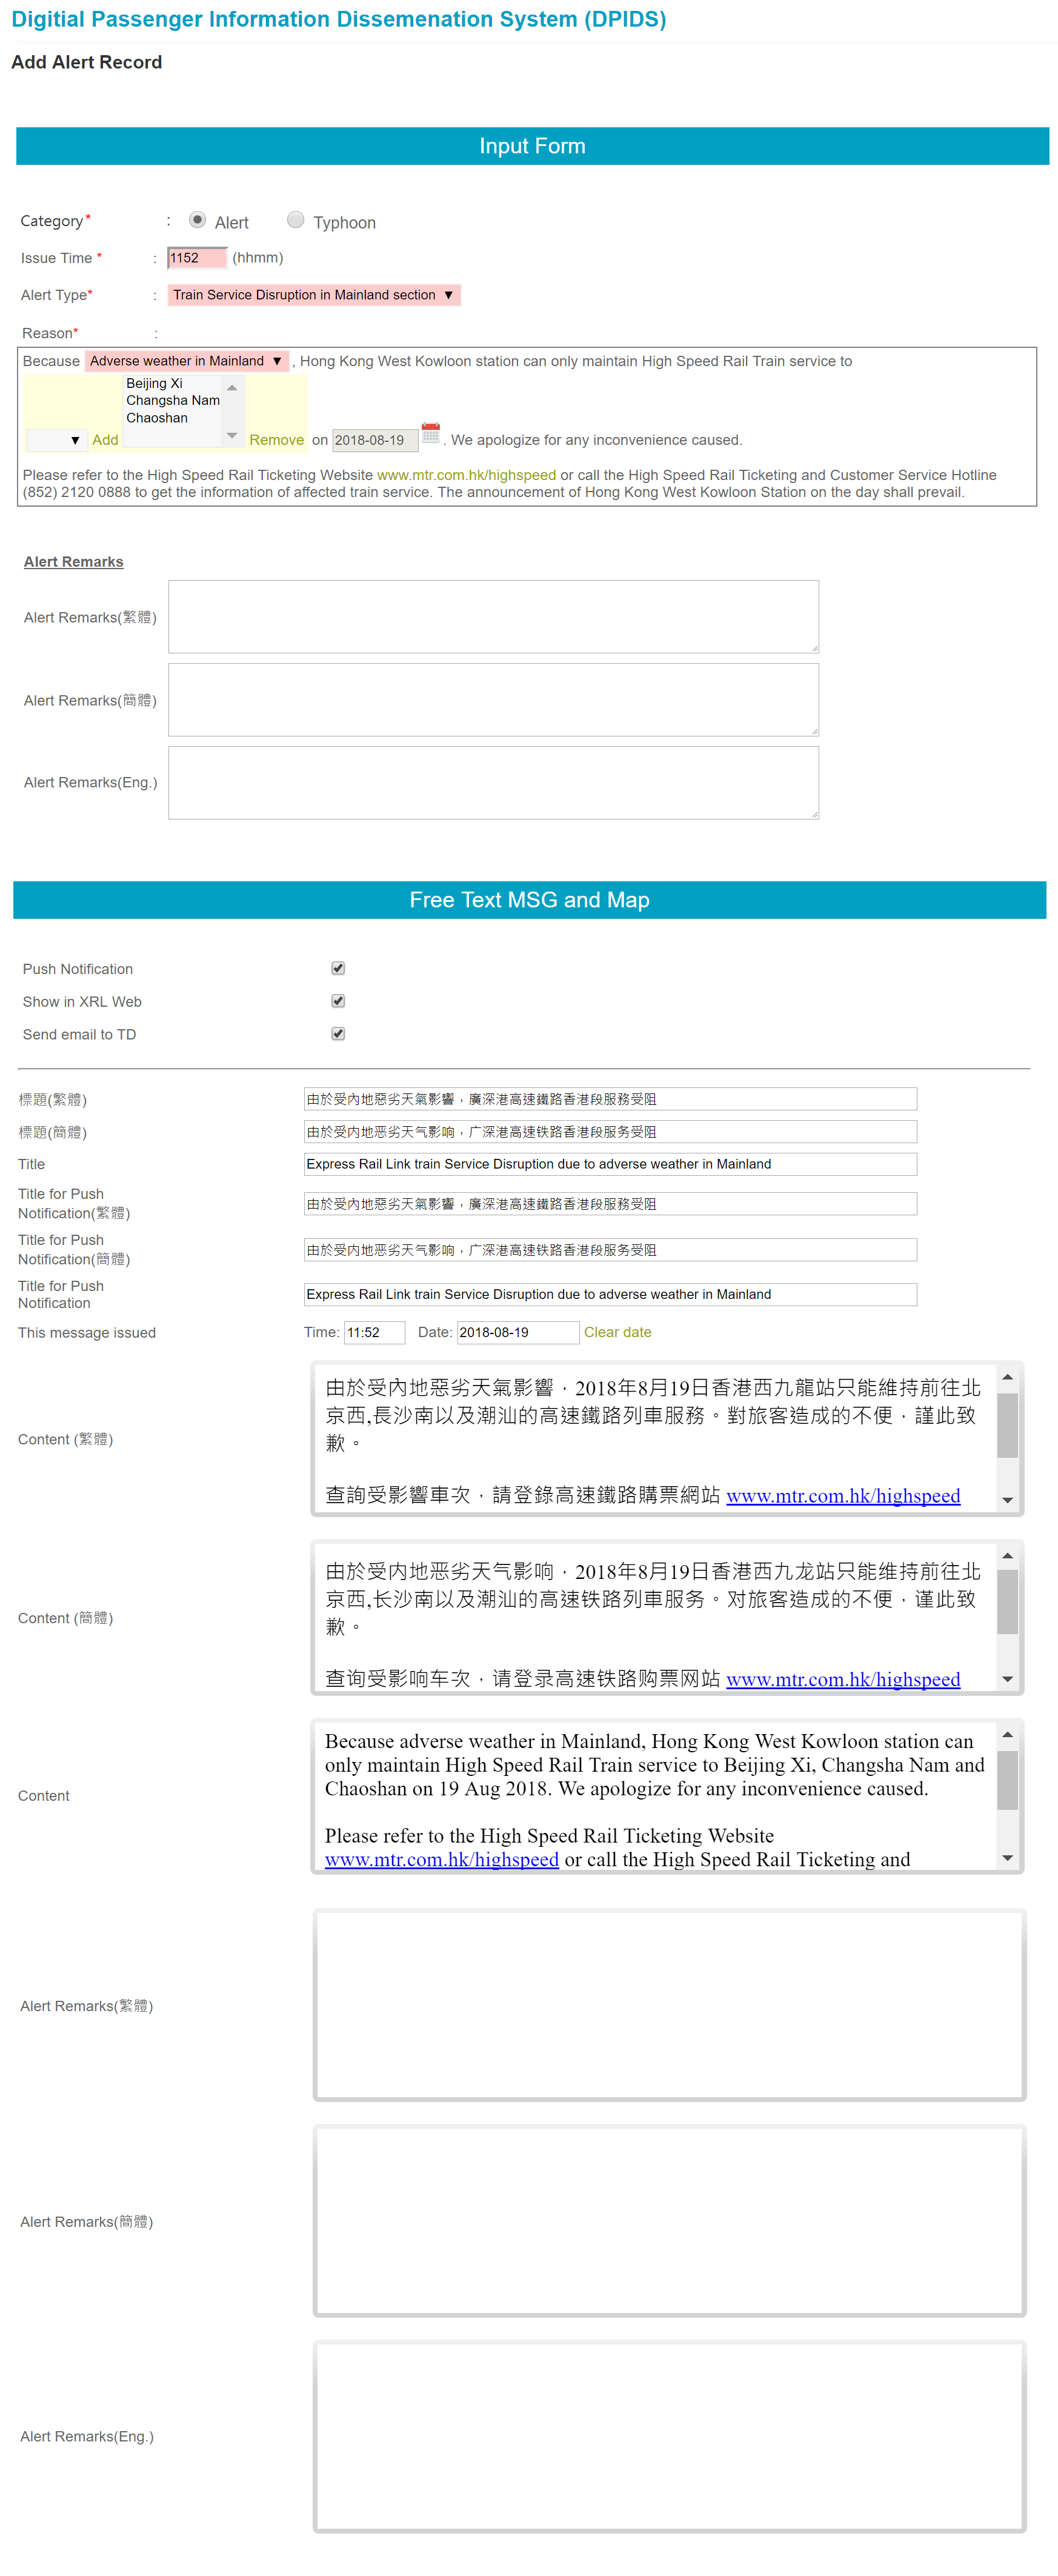 Digitial Passenger Information Dissemenation System (DPIDS)
Add Alert Record
Input Form
Category* : Alert Typhoon
Issue Time * : 1152 (hhmm)
Alert Type* : Train Service Disruption in Mainland section
Reason* :
Because Adverse weather in Mainland , Hong Kong West Kowloon station can only maintain High Speed Rail Train service to
Beijing Xi
Changsha Nam
Chaoshan
Add Remove on 2018-08-19 . We apologize for any inconvenience caused.
Please refer to the High Speed Rail Ticketing Website www.mtr.com.hk/highspeed or call the High Speed Rail Ticketing and Customer Service Hotline
(852) 2120 0888 to get the information of affected train service. The announcement of Hong Kong West Kowloon Station on the day shall prevail.
Alert Remarks
Alert Remarks(繁體)
Alert Remarks(簡體)
Alert Remarks(Eng.)
Free Text MSG and Map
Push Notification
Show in XRL Web
Send email to TD
標題(繁體) 由於受內地惡劣天氣影響，廣深港高速鐵路香港段服務受阻
標題(簡體) 由于受内地恶劣天气影响，广深港高速铁路香港段服务受阻
Title Express Rail Link train Service Disruption due to adverse weather in Mainland
Title for Push
Notification(繁體) 由於受內地惡劣天氣影響，廣深港高速鐵路香港段服務受阻
Title for Push
Notification(簡體) 由于受内地恶劣天气影响，广深港高速铁路香港段服务受阻
Title for Push
Notification Express Rail Link train Service Disruption due to adverse weather in Mainland
This message issued Time: 11:52 Date: 2018-08-19 Clear date
Content (繁體)
由於受內地惡劣天氣影響，2018年8月19日香港西九龍站只能維持前往北
京西,長沙南以及潮汕的高速鐵路列車服務。對旅客造成的不便，謹此致
歉。
查詢受影響車次，請登錄高速鐵路購票網站 www.mtr.com.hk/highspeed
Content (簡體)
由于受内地恶劣天气影响，2018年8月19日香港西九龙站只能维持前往北
京西,长沙南以及潮汕的高速铁路列車服务。对旅客造成的不便，谨此致
歉。
查询受影响车次，请登录高速铁路购票网站 www.mtr.com.hk/highspeed
Content
Because adverse weather in Mainland, Hong Kong West Kowloon station can
only maintain High Speed Rail Train service to Beijing Xi, Changsha Nam and
Chaoshan on 19 Aug 2018. We apologize for any inconvenience caused.
Please refer to the High Speed Rail Ticketing Website
www.mtr.com.hk/highspeed or call the High Speed Rail Ticketing and
Alert Remarks(繁體)
Alert Remarks(簡體)
Alert Remarks(Eng.)